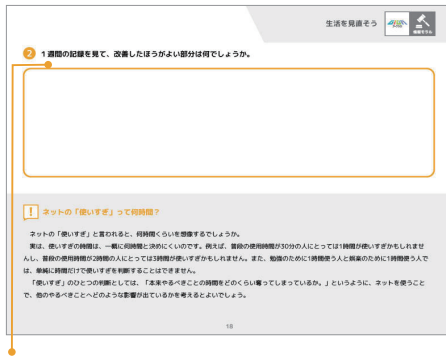 生活を見直そう
情報モラル
2 1週間の記録を見て、改善したほうがよい部分は何でしょうか。
! ネットの「使いすぎ」って何時間？
ネットの「使いすぎ」と言われると、何時間くらいを想像するでしょうか。
実は、使いすぎの時間は、一概に何時間と決めにくいのです。例えば、普段の使用時間が30分の人にとっては1時間が使いすぎかもしれませ
んし、普段の使用時間が2時間の人にとっては3時間が使いすぎかもしれません。また、勉強のために1時間使う人と娯楽のために1時間使う人で
は、単純に時間だけで使いすぎを判断することはできません。
「使いすぎ」のひとつの判断としては、「本来やるべきことの時間をどのくらい奪ってしまっているか。」というように、ネットを使うこと
で、他のやるべきことへどのような影響が出ているかを考えるとよいでしょう。
18